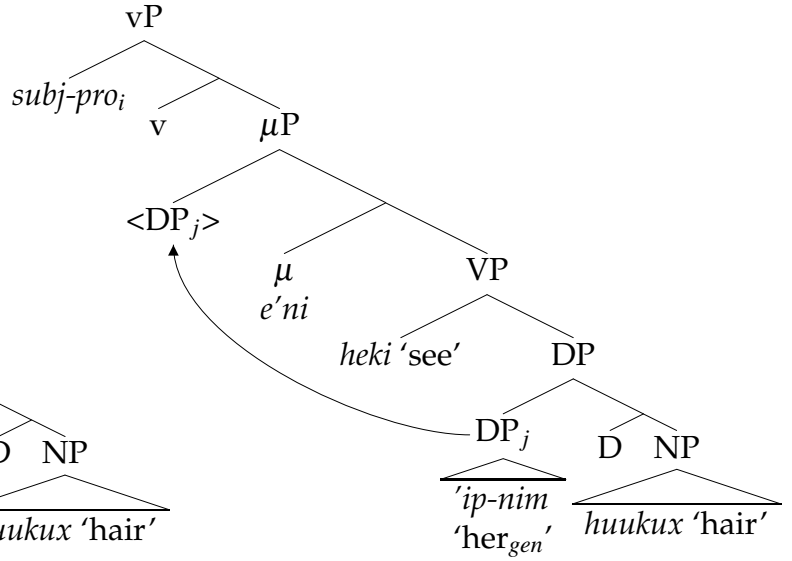 vP
subj-proᵢ
v
μP
<DPⱼ>
μ
e'ni
VP
heki ‘see’
DP
DPⱼ
D
NP
NP
'ip-nim
‘her_gen’
huukux ‘hair’
‘hair’